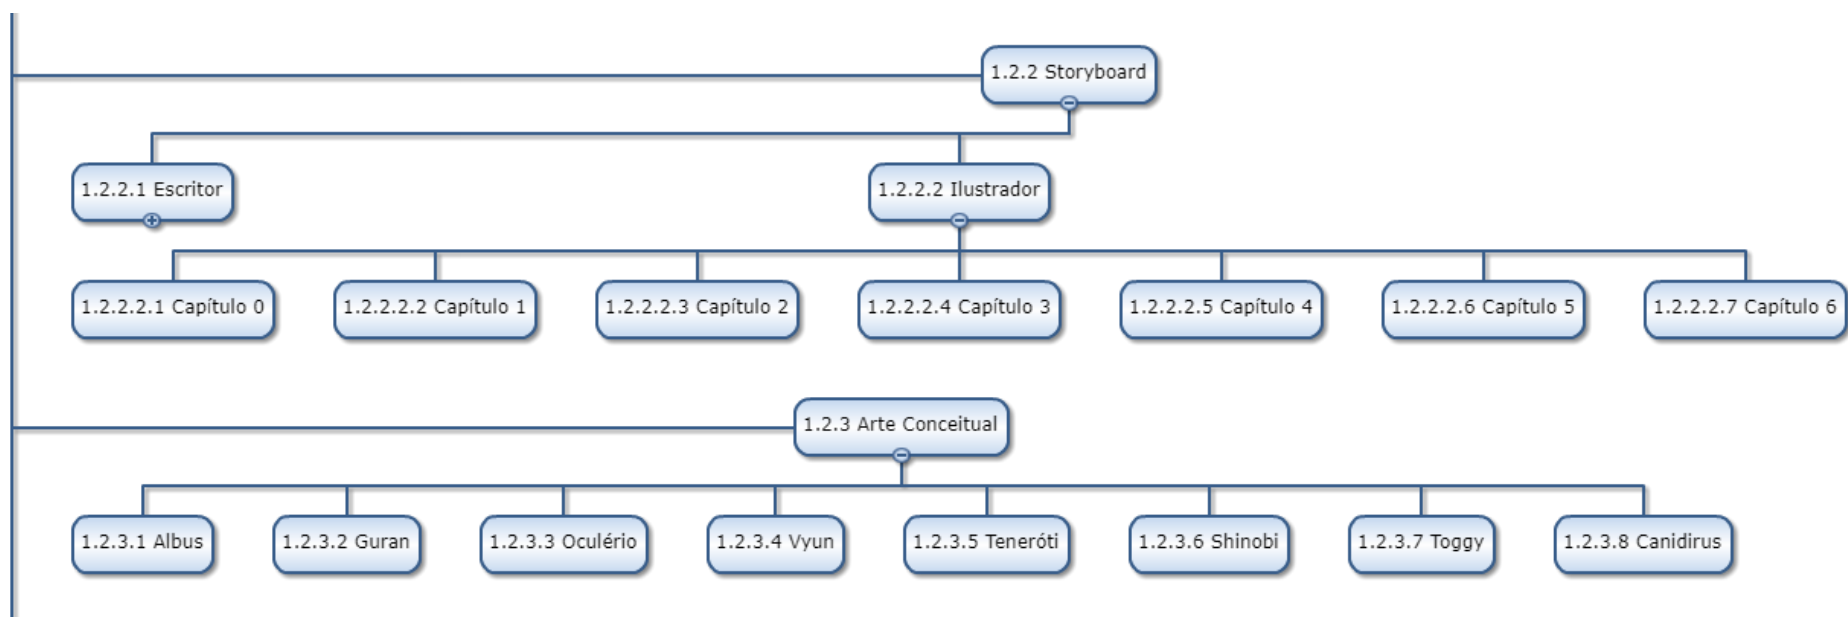 1.2.2 Storyboard
1.2.2.1 Escritor
1.2.2.2 Ilustrador
1.2.2.2.1 Capítulo 0
1.2.2.2.2 Capítulo 1
1.2.2.2.3 Capítulo 2
1.2.2.2.4 Capítulo 3
1.2.2.2.5 Capítulo 4
1.2.2.2.6 Capítulo 5
1.2.2.2.7 Capítulo 6
1.2.3 Arte Conceitual
1.2.3.1 Albus
1.2.3.2 Guran
1.2.3.3 Oculério
1.2.3.4 Vyun
1.2.3.5 Teneróti
1.2.3.6 Shinobi
1.2.3.7 Toggy
1.2.3.8 Canidirus